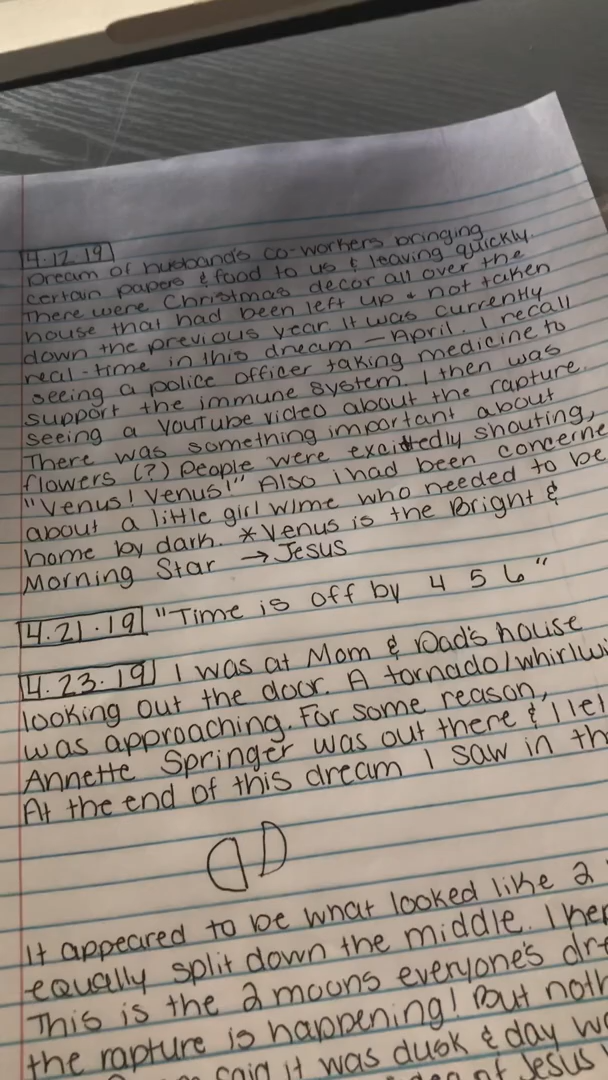 4.12.19
Dream of husband's co-workers bringing
certain papers & food to us & leaving quickly.
There were Christmas decor all over the
house that had been left up & not taken
down the previous year. It was currently
real-time in this dream — April. I recall
seeing a police officer taking medicine to
support the immune system. I then was
seeing a YouTube video about the rapture.
There was something important about
flowers (?) People were excitedly shouting,
"Venus! Venus!" Also i had been concerne
about a little girl w/me who needed to be
home by dark. *Venus is the Bright &
Morning Star → Jesus
4.21.19 "Time is off by 4 5 6"
4.23.19 I was at Mom & Dad's house
looking out the door. A tornado/whirlwi
was approaching. For some reason,
Annette Springer was out there & I let
At the end of this dream I saw in th
It appeared to be what looked like 2
equally split down the middle. I
This is the 2 moons everyone's dr
the rapture is happening! But noth
said it was dusk & day
of Jesus